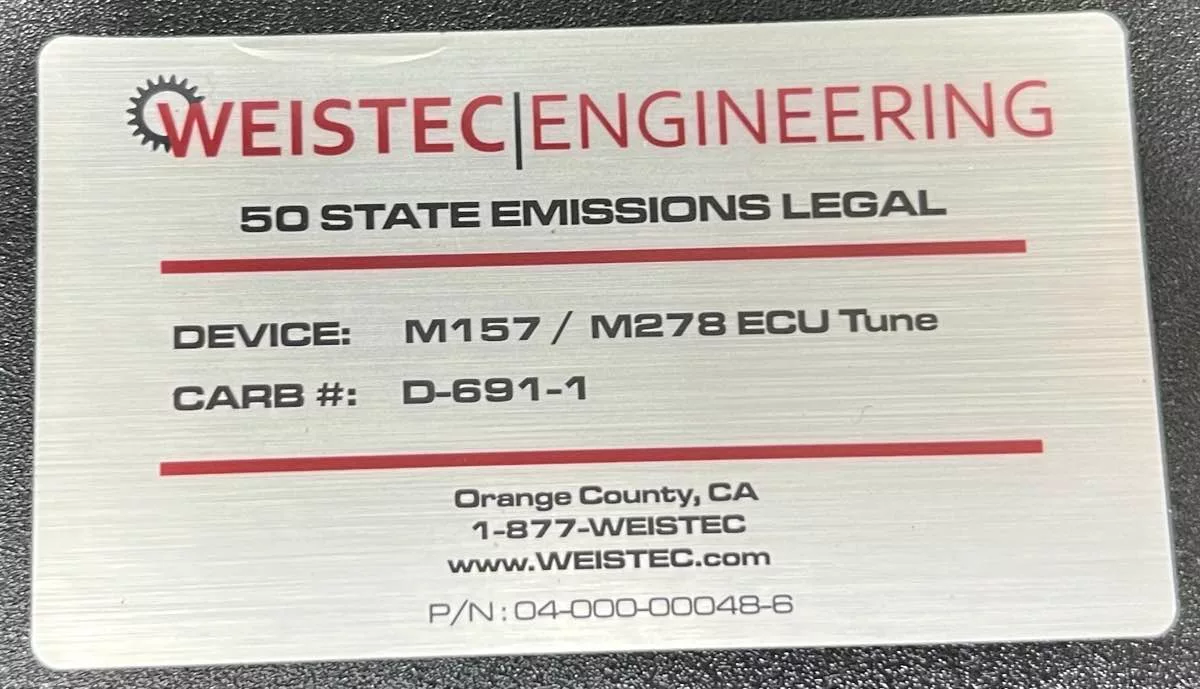 WEISTEC|ENGINEERING
50 STATE EMISSIONS LEGAL
DEVICE: M157 / M278 ECU Tune
CARB #: D-691-1
Orange County, CA
1-877-WEISTEC
www.WEISTEC.com
P/N: 04-000-00048-6